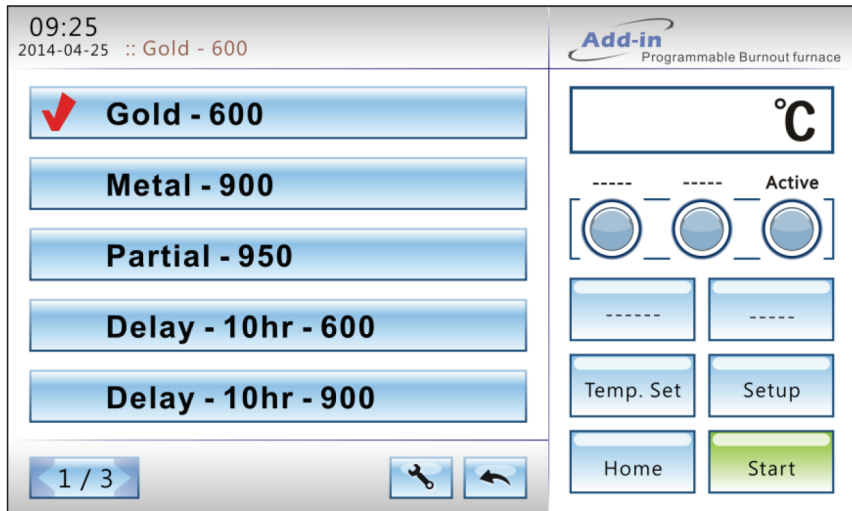 09:25
2014-04-25 :: Gold - 600
Gold - 600
Metal - 900
Partial - 950
Delay - 10hr - 600
Delay - 10hr - 900
1 / 3
Add-in
Programmable Burnout furnace
°C
----- ----- Active
------ -----
Temp. Set Setup
Home Start